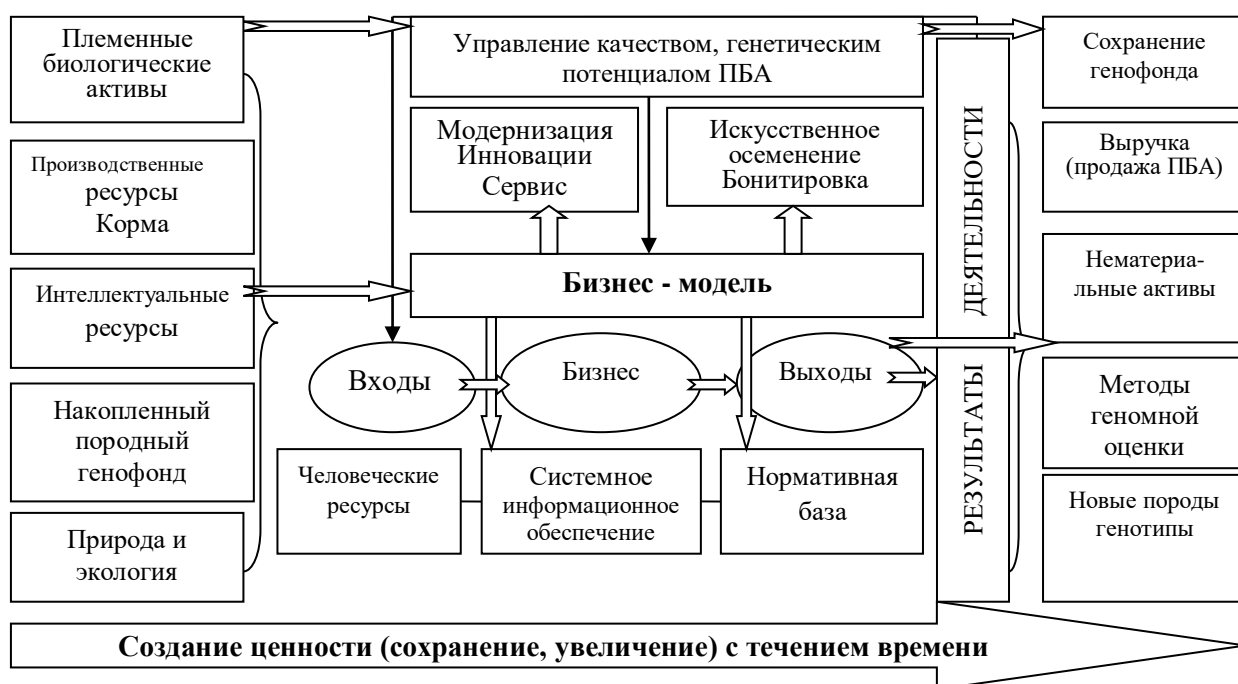 Племенные
биологические
активы
Производственные
ресурсы
Корма
Интеллектуальные
ресурсы
Накопленный
породный
генофонд
Природа и
экология
Управление качеством, генетическим
потенциалом ПБА
Модернизация
Инновации
Сервис
Искусственное
осеменение
Бонитировка
Бизнес - модель
Входы
Бизнес
Выходы
Человеческие
ресурсы
Системное
информационное
обеспечение
Нормативная
база
РЕЗУЛЬТАТЫ ДЕЯТЕЛЬНОСТИ
Сохранение
генофонда
Выручка
(продажа ПБА)
Нематериа-
льные активы
Методы
геномной
оценки
Новые породы
генотипы
Создание ценности (сохранение, увеличение) с течением времени